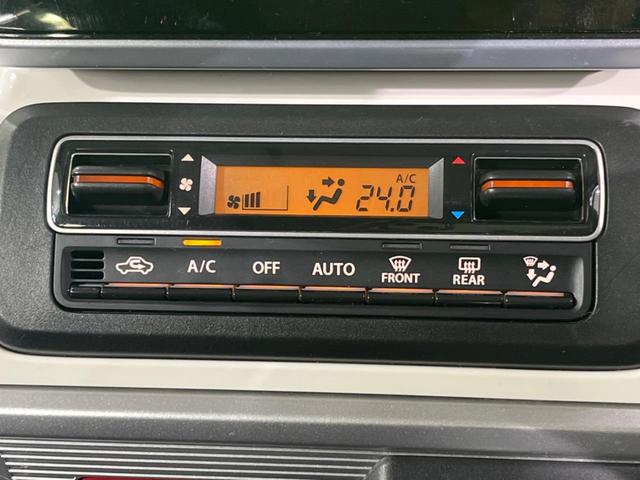 A/C
24.0
A/C OFF AUTO FRONT REAR